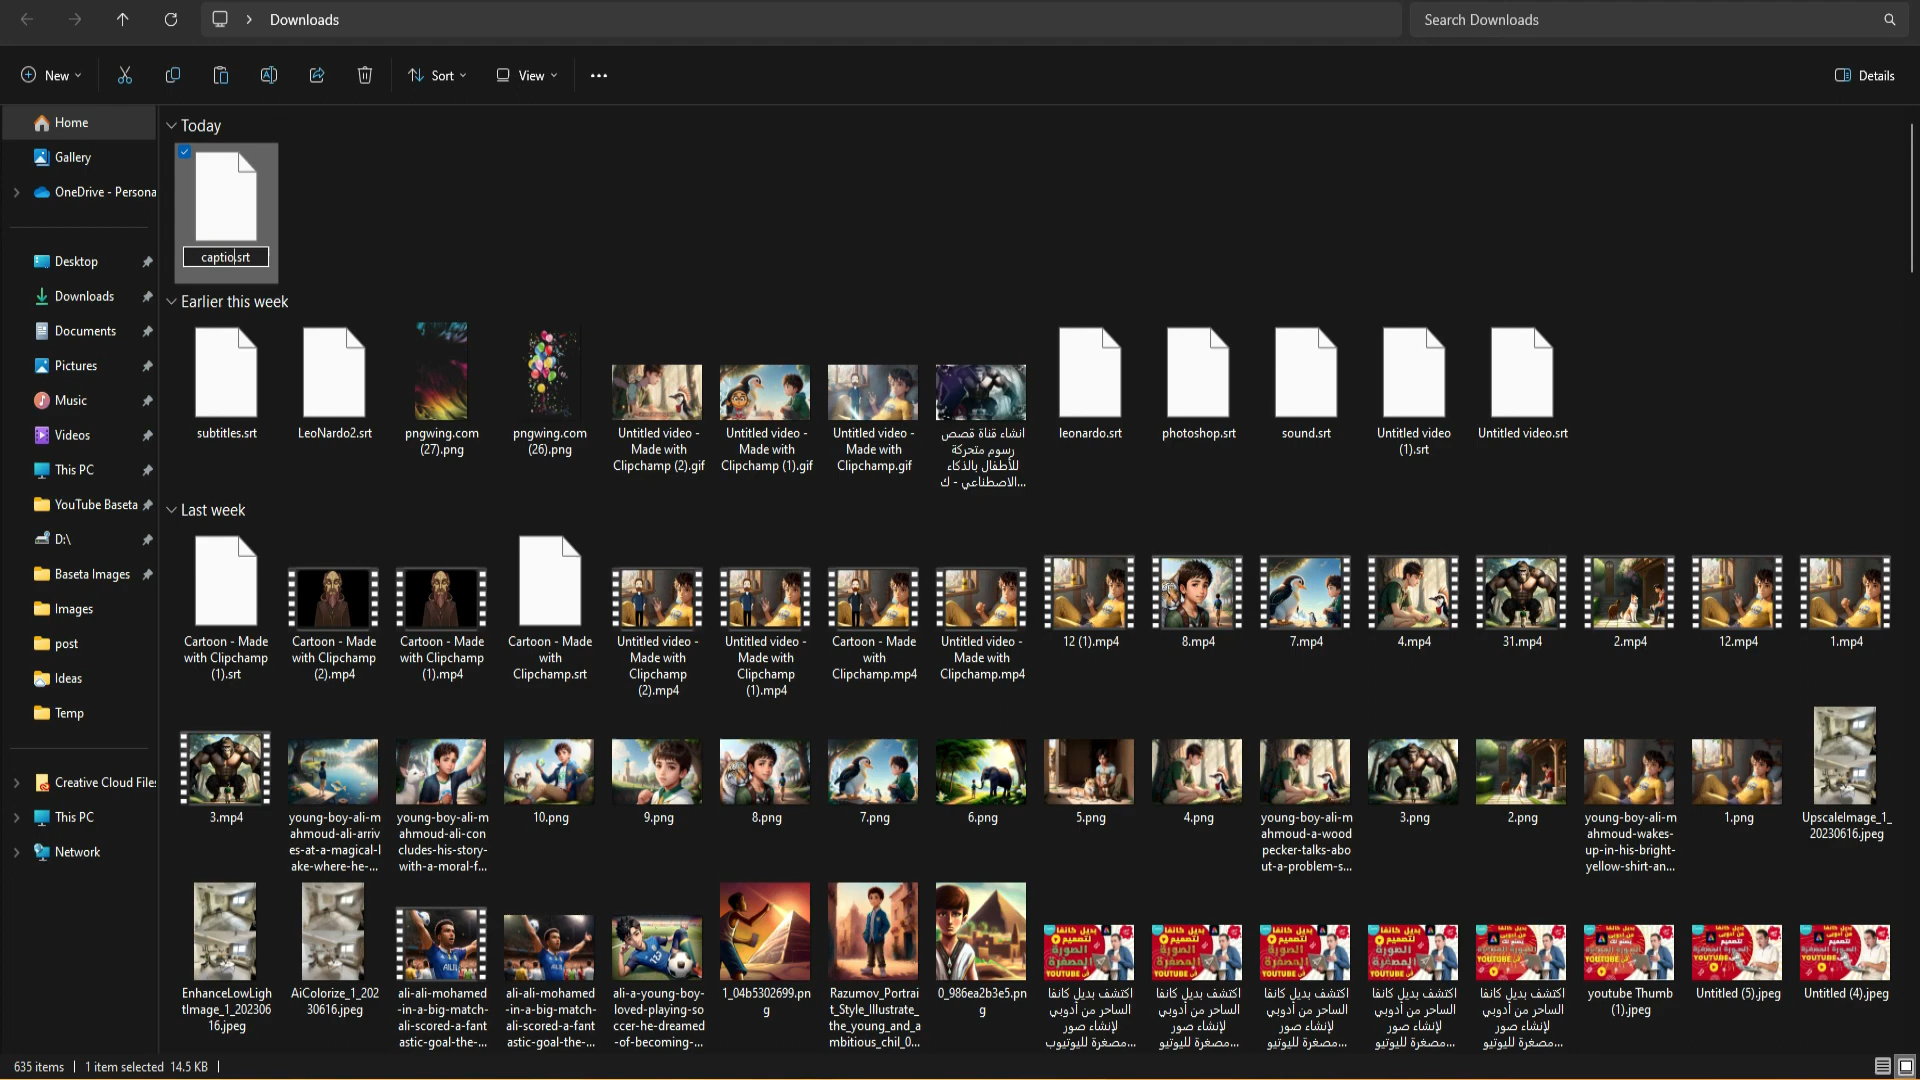 Downloads
Search Downloads
New
Sort
View
Details
Home
Gallery
OneDrive - Persona
Desktop
Downloads
Documents
Pictures
Music
Videos
This PC
YouTube Baseta
D:\
Baseta Images
Images
post
Ideas
Temp
Creative Cloud Files
This PC
Network
Today
captio.srt
Earlier this week
subtitles.srt
LeoNardo2.srt
pngwing.com
(27).png
pngwing.com
(26).png
Untitled video -
Made with
Clipchamp (2).gif
Untitled video -
Made with
Clipchamp (1).gif
Untitled video -
Made with
Clipchamp.gif
انشاء قناة قصص
رسوم متحركة
للأطفال بالذكاء
الاصطناعي - ك...
leonardo.srt
photoshop.srt
sound.srt
Untitled video
(1).srt
Untitled video.srt
Last week
Cartoon - Made
with Clipchamp
(1).srt
Cartoon - Made
with Clipchamp
(2).mp4
Cartoon - Made
with Clipchamp
(1).mp4
Cartoon - Made
with
Clipchamp.srt
Untitled video -
Made with
Clipchamp
(2).mp4
Untitled video -
Made with
Clipchamp
(1).mp4
Cartoon - Made
with
Clipchamp.mp4
Untitled video -
Made with
Clipchamp.mp4
12 (1).mp4
8.mp4
7.mp4
4.mp4
31.mp4
2.mp4
12.mp4
1.mp4
3.mp4
young-boy-ali-m
ahmoud-ali-arriv
es-at-a-magical-l
ake-where-he-...
young-boy-ali-m
ahmoud-ali-con
cludes-his-story-
with-a-moral-f...
10.png
9.png
8.png
7.png
6.png
5.png
4.png
young-boy-ali-m
ahmoud-a-wood
pecker-talks-abo
ut-a-problem-s...
3.png
2.png
young-boy-ali-m
ahmoud-wakes-
up-in-his-bright-
yellow-shirt-an...
1.png
UpscaleImage_1_
20230616.jpeg
EnhanceLowLigh
tImage_1_202306
16.jpeg
AiColorize_1_202
30616.jpeg
ali-ali-mohamed
-in-a-big-match-
ali-scored-a-fant
astic-goal-the-...
ali-ali-mohamed
-in-a-big-match-
ali-scored-a-fant
astic-goal-the-...
ali-a-young-boy-
loved-playing-so
ccer-he-dreamed
-of-becoming-...
1_04b5302699.pn
g
Razumov_Portrai
t_Style_Illustrate_
the_young_and_a
mbitious_chil_0...
0_986ea2b3e5.pn
g
اكتشف بديل كانفا
الساحر من أدوبي
لإنشاء صور
مصغرة لليوتيوب...
اكتشف بديل كانفا
الساحر من أدوبي
لإنشاء صور
مصغرة لليوتيو...
اكتشف بديل كانفا
الساحر من أدوبي
لإنشاء صور
مصغرة لليوتيو...
اكتشف بديل كانفا
الساحر من أدوبي
لإنشاء صور
مصغرة لليوتيو...
اكتشف بديل كانفا
الساحر من أدوبي
لإنشاء صور
مصغرة لليوتيو...
youtube Thumb
(1).jpeg
Untitled (5).jpeg
Untitled (4).jpeg
635 items
1 item selected 14.5 KB